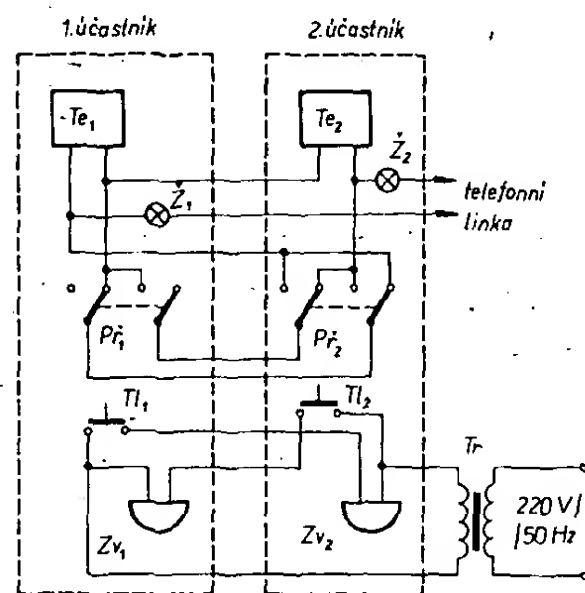 1. účastník
2. účastník
Te₁
Te₂
Ž₁
Ž₂
telefonní
linka
Př₁
Př₂
Tl₁
Tl₂
Tr
Zv₁
Zv₂
220 V/
/50 Hz